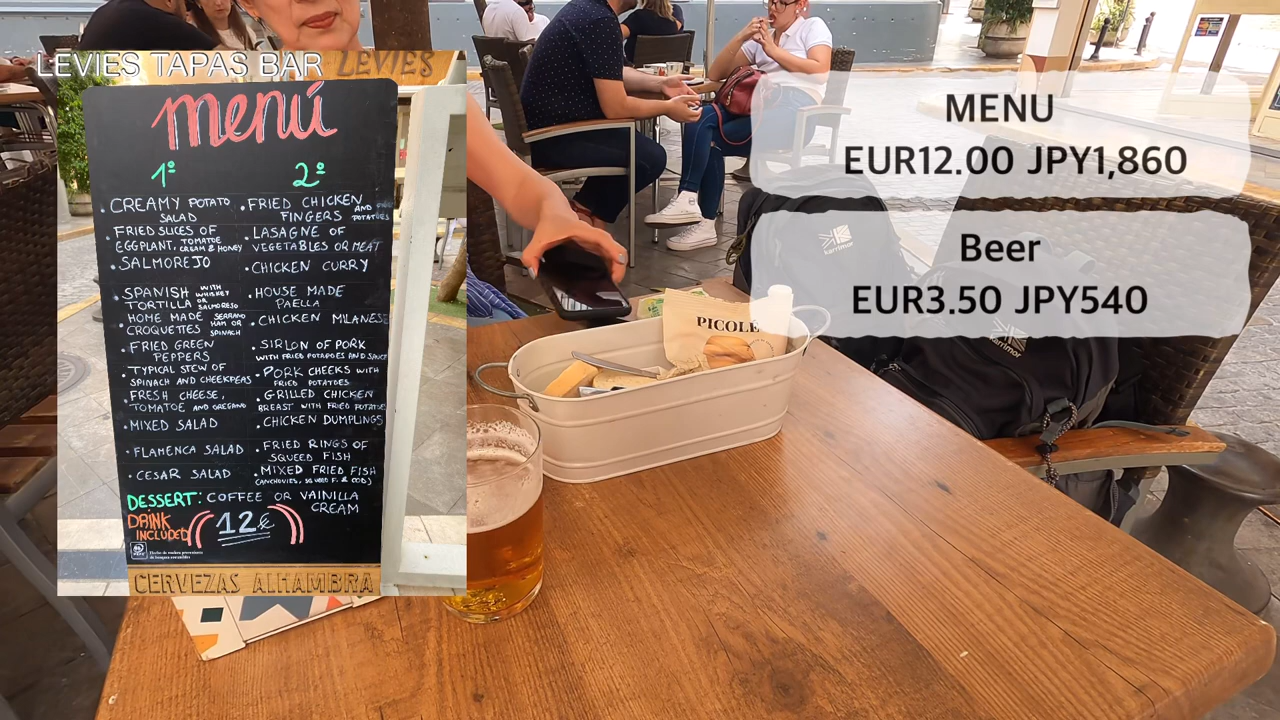 LEVIES TAPAS BAR
LEVIES
menú
1º
2º
• CREAMY POTATO
SALAD
• FRIED SLICES OF
EGGPLANT, TOMATOE
CREAM & HONEY
• SALMOREJO
• SPANISH WITH
WHISKEY
TORTILLA OR
SALMOREJO
• HOME MADE SERRANO
CROQUETTES HAM OR
SPINACH
• FRIED GREEN
PEPPERS
• TYPICAL STEW OF
SPINACH AND CHEEKPEAS
• FRESH CHEESE,
TOMATOE AND OREGANO
• MIXED SALAD
• FLAMENCA SALAD
• CESAR SALAD
• FRIED CHICKEN
FINGERS AND
POTATOES
• LASAGNE OF
VEGETABLES OR MEAT
• CHICKEN CURRY
• HOUSE MADE
PAELLA
• CHICKEN MILANESE
• SIRLON OF PORK
WITH FRIED POTATOES AND SAUCE
• PORK CHEEKS WITH
FRIED POTATOES
• GRILLED CHICKEN
BREAST WITH FRIED POTATOES
• CHICKEN DUMPLINGS
• FRIED RINGS OF
SQUEED FISH
• MIXED FRIED FISH
(ANCHOVIES, SQUEED F. & COD)
DESSERT: COFFEE OR VAINILLA
CREAM
DRINK
INCLUDED
12€
CERVEZAS ALHAMBRA
MENU
EUR12.00 JPY1,860
Beer
EUR3.50 JPY540
PICOLE
karrimor
karrimor